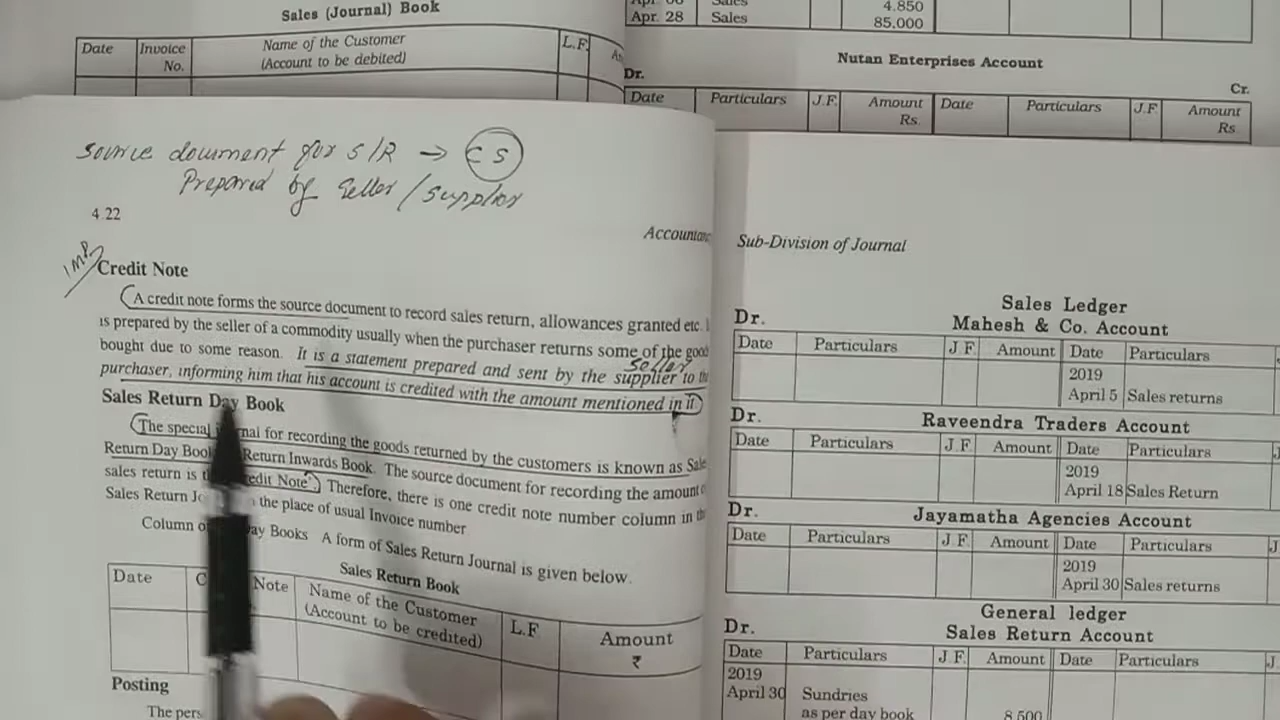 Sales (Journal) Book
Date Invoice No. Name of the Customer (Account to be debited) L.F.
Sales 4.850
Apr. 28 Sales 85,000
Nutan Enterprises Account
Dr. Cr.
Date Particulars J.F. Amount Rs. Date Particulars J.F. Amount Rs
Source document for S/R →
Prepared by Seller/Supplier
4.22
Accountancy
IMP
Credit Note
A credit note forms the source document to record sales return, allowances granted etc.
is prepared by the seller of a commodity usually when the purchaser returns some of the good
seller
bought due to some reason. It is a statement prepared and sent by the supplier to the
purchaser, informing him that his account is credited with the amount mentioned in it
Sales Return Day Book
The special nal for recording the goods returned by the customers is known as Sale
Return Day Book Return Inwards Book. The source document for recording the amount o
sales return is edit Note. Therefore, there is one credit note number column in the
Sales Return the place of usual Invoice number
Column o ay Books A form of Sales Return Journal is given below.
Sales Return Book
Date C Note Name of the Customer (Account to be credited) L.F Amount ₹
Posting
The pers
Sub-Division of Journal
Sales Ledger
Dr. Mahesh & Co. Account
Date Particulars J F Amount Date Particulars
2019
April 5 Sales returns
Dr. Raveendra Traders Account
Date Particulars J F Amount Date Particulars
2019
April 18 Sales Return
Dr. Jayamatha Agencies Account
Date Particulars J F. Amount Date Particulars
2019
April 30 Sales returns
General ledger
Dr. Sales Return Account
Date Particulars J F. Amount Date Particulars
2019
April 30 Sundries
as per day book 8,500